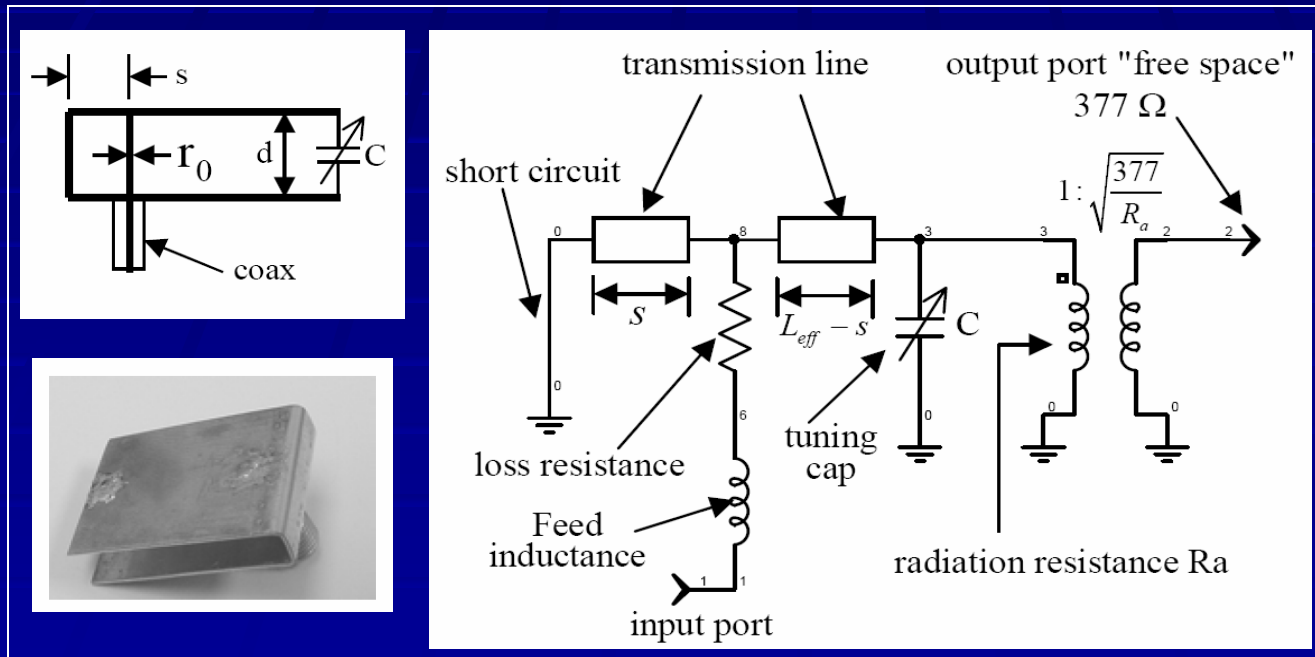 s
r₀
d
C
coax
transmission line
output port "free space"
377 Ω
short circuit
1 : √(377/Rₐ)
0
8
3
3
2
2
s
L_eff − s
C
0
6
0
0
0
loss resistance
tuning
cap
Feed
inductance
radiation resistance Ra
1
1
input port